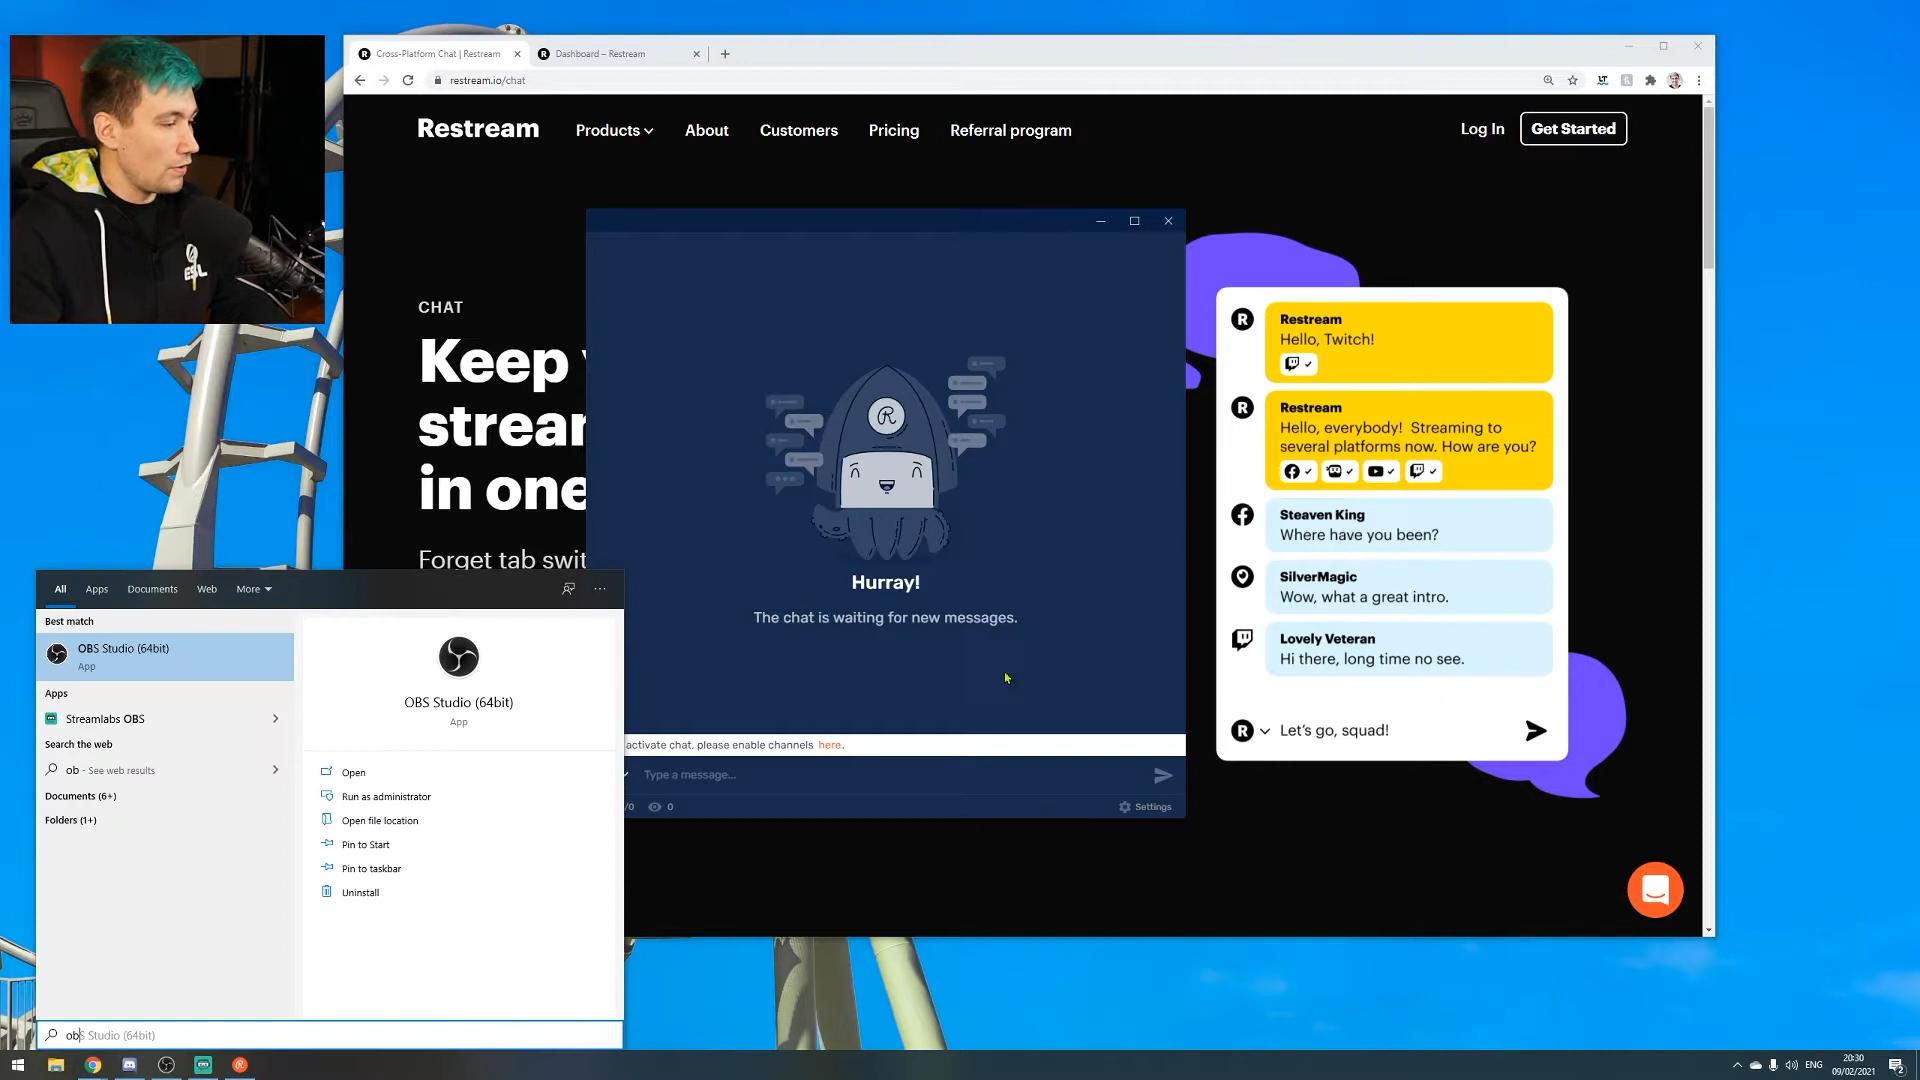 Cross-Platform Chat | Restream
Dashboard – Restream
restream.io/chat
Restream
Products
About
Customers
Pricing
Referral program
Log In
Get Started
ESL
CHAT
Keep
stream
in one
Forget tab swit
Hurray!
The chat is waiting for new messages.
activate chat, please enable channels here.
Type a message...
/0
0
Settings
Restream
Hello, Twitch!
Restream
Hello, everybody! Streaming to
several platforms now. How are you?
Steaven King
Where have you been?
SilverMagic
Wow, what a great intro.
Lovely Veteran
Hi there, long time no see.
Let's go, squad!
All
Apps
Documents
Web
More
Best match
OBS Studio (64bit)
App
Apps
Streamlabs OBS
Search the web
ob - See web results
Documents (6+)
Folders (1+)
OBS Studio (64bit)
App
Open
Run as administrator
Open file location
Pin to Start
Pin to taskbar
Uninstall
obS Studio (64bit)
ENG
20:30
09/02/2021
2